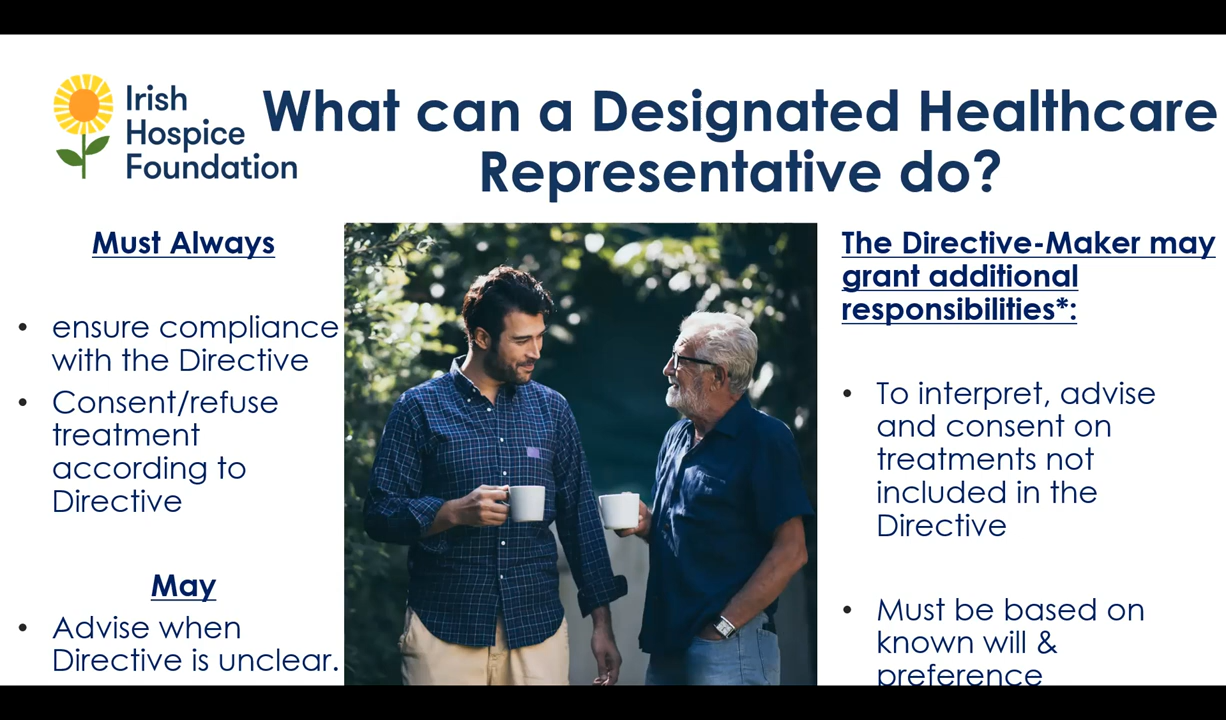 Irish
Hospice
Foundation
What can a Designated Healthcare
Representative do?
Must Always
• ensure compliance
with the Directive
• Consent/refuse
treatment
according to
Directive
May
• Advise when
Directive is unclear.
The Directive-Maker may
grant additional
responsibilities*:
• To interpret, advise
and consent on
treatments not
included in the
Directive
• Must be based on
known will &
preference